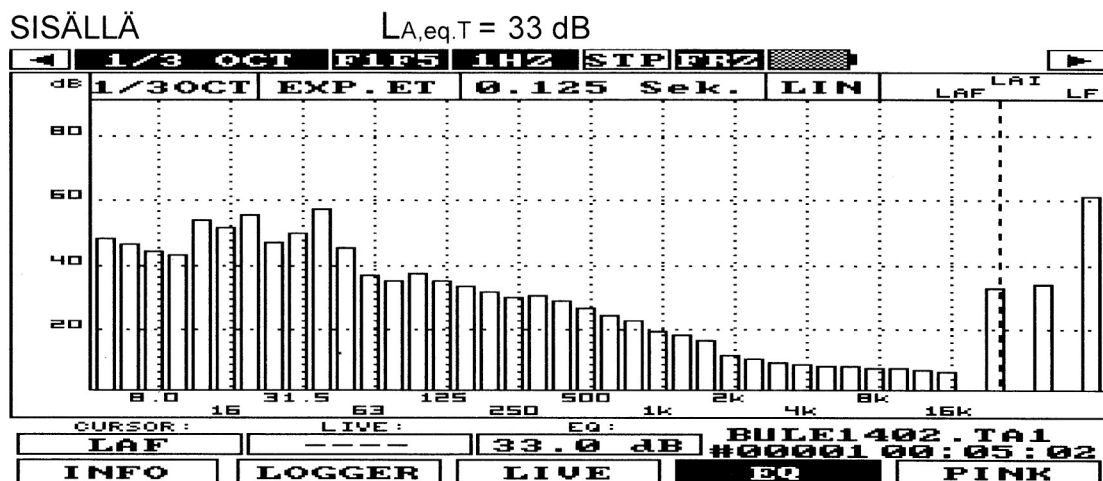 SISÄLLÄ LA,eq.T = 33 dB
1/3 OCT F1F5 1HZ STP FRZ
dB 1/3OCT EXP.ET 0.125 Sek. LIN LAF LAI LF
80
60
40
20
8.0 16 31.5 63 125 250 500 1k 2k 4k 8k 16k
CURSOR: LIVE: EQ:
LAF ---- 33.0 dB BULE1402.TA1
#00001 00:05:02
INFO LOGGER LIVE EQ PINK